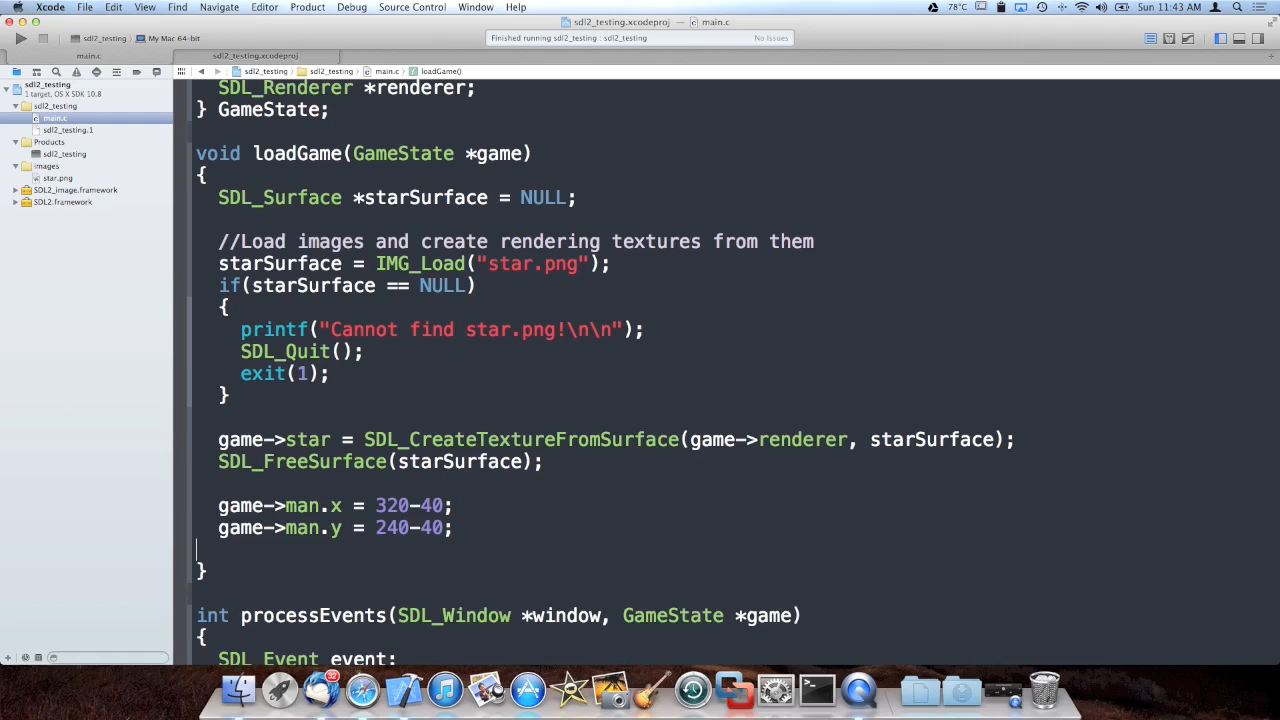 Xcode File Edit View Find Navigate Editor Product Debug Source Control Window Help 78°C Sun 11:43 AM
sdl2_testing.xcodeproj — main.c
sdl2_testing My Mac 64-bit
Finished running sdl2_testing : sdl2_testing No Issues
main.c sdl2_testing.xcodeproj
sdl2_testing sdl2_testing main.c loadGame()
sdl2_testing
1 target, OS X SDK 10.8
sdl2_testing
main.c
sdl2_testing.1
Products
sdl2_testing
images
star.png
SDL2_image.framework
SDL2.framework
SDL_Renderer *renderer;
} GameState;
void loadGame(GameState *game)
{
SDL_Surface *starSurface = NULL;
//Load images and create rendering textures from them
starSurface = IMG_Load("star.png");
if(starSurface == NULL)
{
printf("Cannot find star.png!\n\n");
SDL_Quit();
exit(1);
}
game->star = SDL_CreateTextureFromSurface(game->renderer, starSurface);
SDL_FreeSurface(starSurface);
game->man.x = 320-40;
game->man.y = 240-40;
}
int processEvents(SDL_Window *window, GameState *game)
{
SDL_Event event;
32